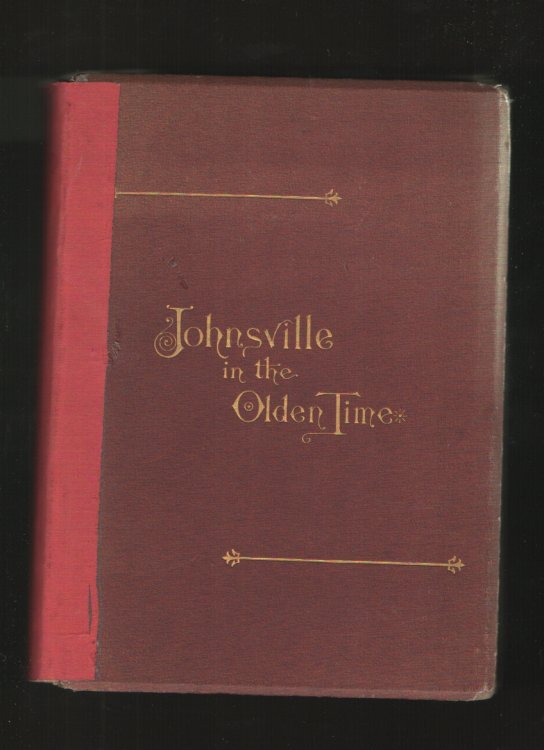 Johnsville
in the
Olden Time